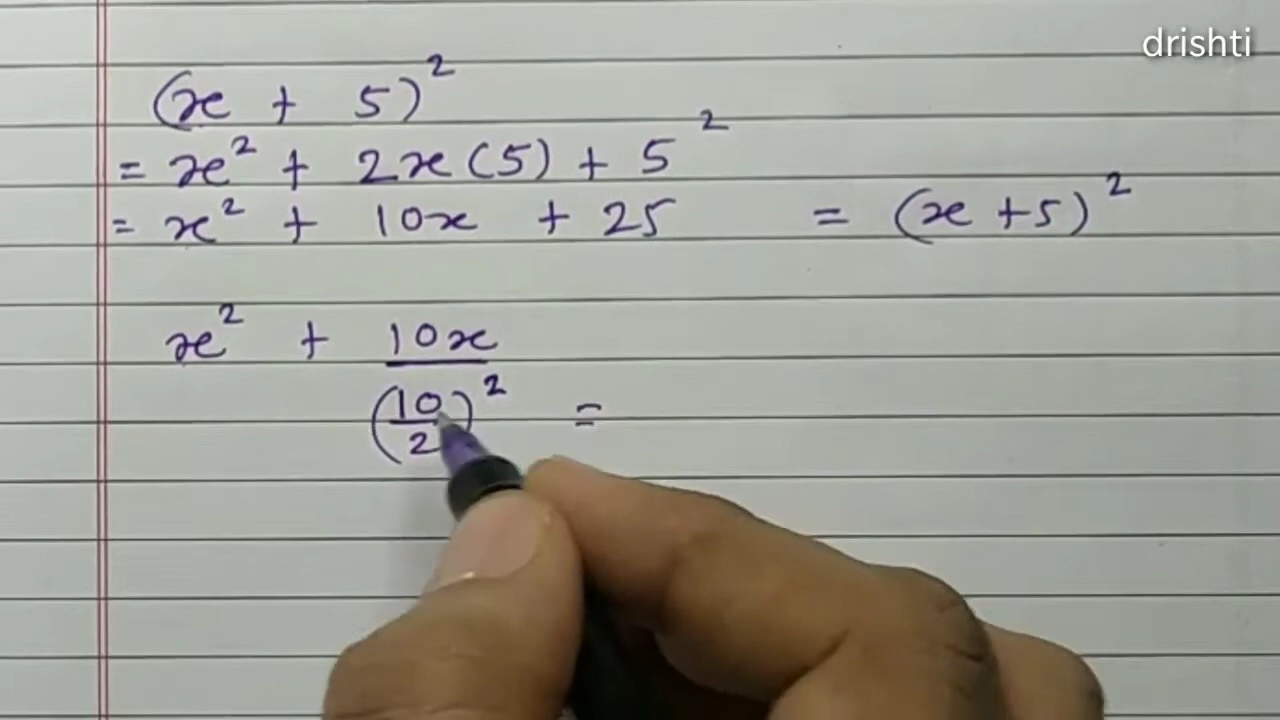 drishti
(x + 5)²
= x² + 2x(5) + 5²
= x² + 10x + 25 = (x+5)²
x² + 10x
(10/2)² =